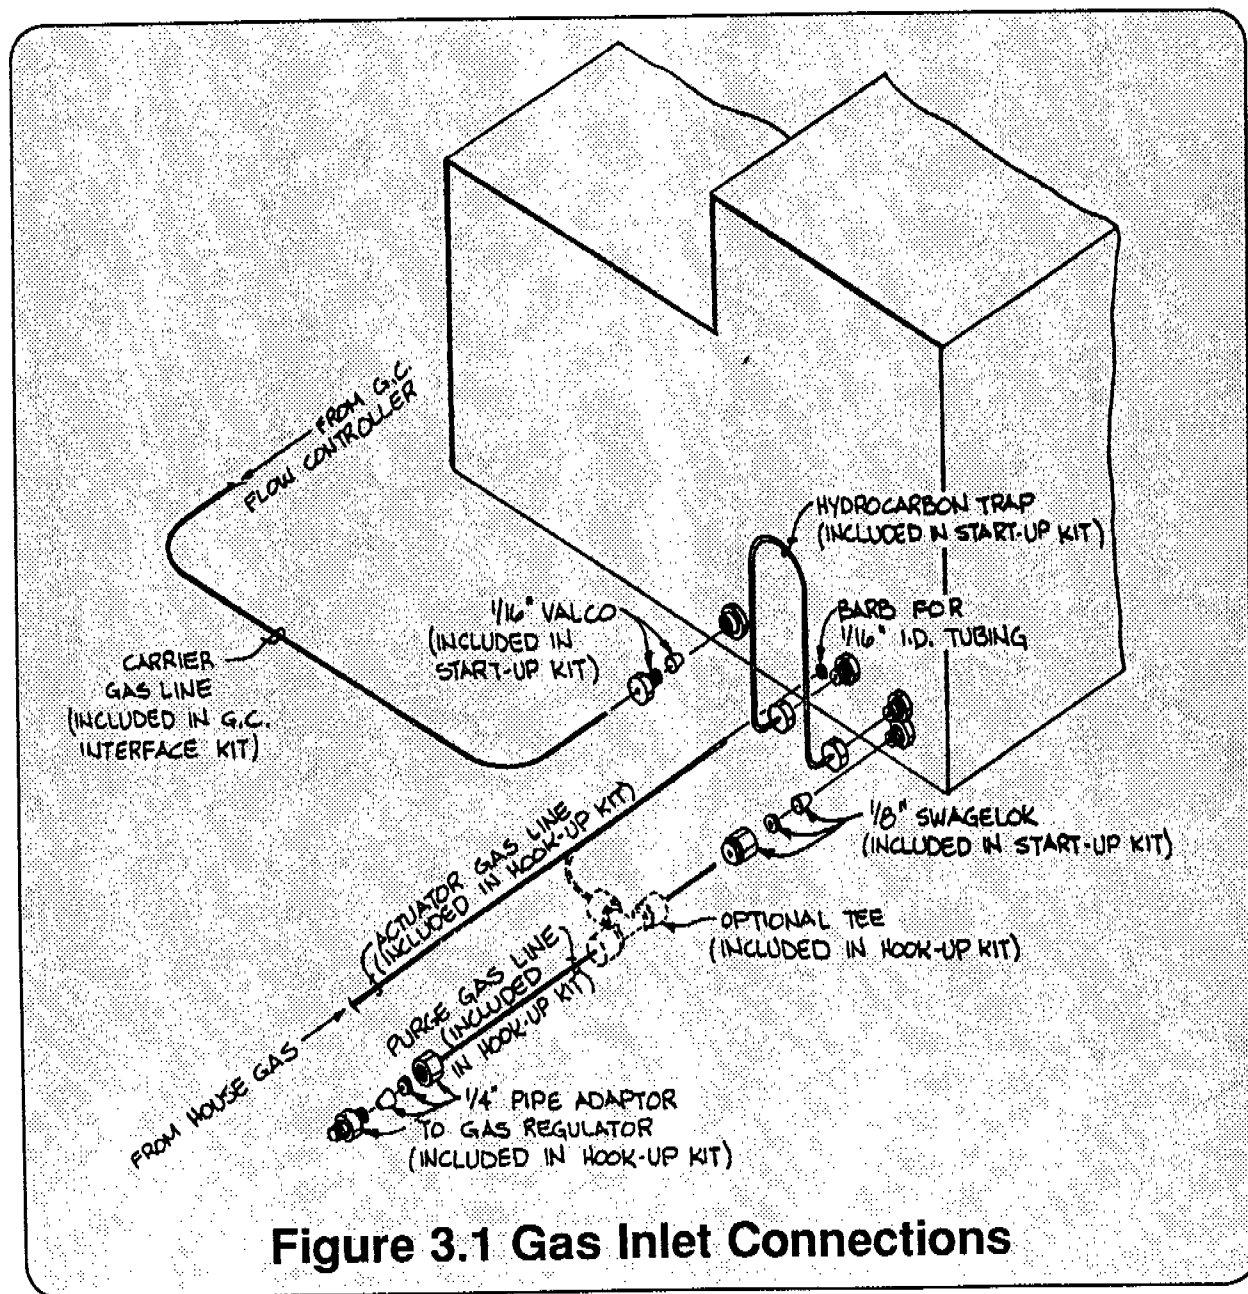 FROM G.C.
FLOW CONTROLLER
HYDROCARBON TRAP
(INCLUDED IN START-UP KIT)
1/16" VALCO
(INCLUDED IN
START-UP KIT)
BARB FOR
1/16" I.D. TUBING
CARRIER
GAS LINE
(INCLUDED IN G.C.
INTERFACE KIT)
ACTUATOR GAS LINE
(INCLUDED IN HOOK-UP KIT)
1/8" SWAGELOK
(INCLUDED IN START-UP KIT)
OPTIONAL TEE
(INCLUDED IN HOOK-UP KIT)
PURGE GAS LINE
(INCLUDED
IN HOOK-UP KIT)
FROM HOUSE GAS
1/4" PIPE ADAPTOR
TO GAS REGULATOR
(INCLUDED IN HOOK-UP KIT)
Figure 3.1 Gas Inlet Connections